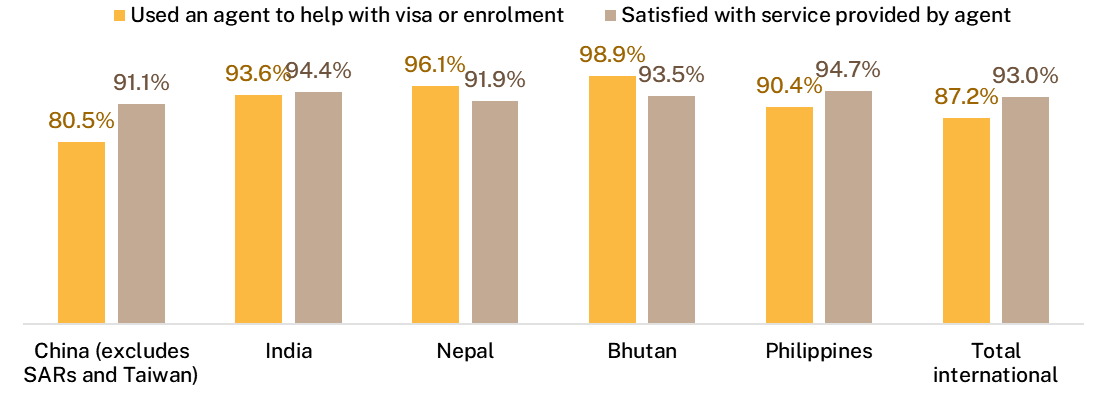 Used an agent to help with visa or enrolment
Satisfied with service provided by agent
80.5%
91.1%
93.6%
94.4%
96.1%
91.9%
98.9%
93.5%
90.4%
94.7%
87.2%
93.0%
China (excludes
SARs and Taiwan)
India
Nepal
Bhutan
Philippines
Total
international